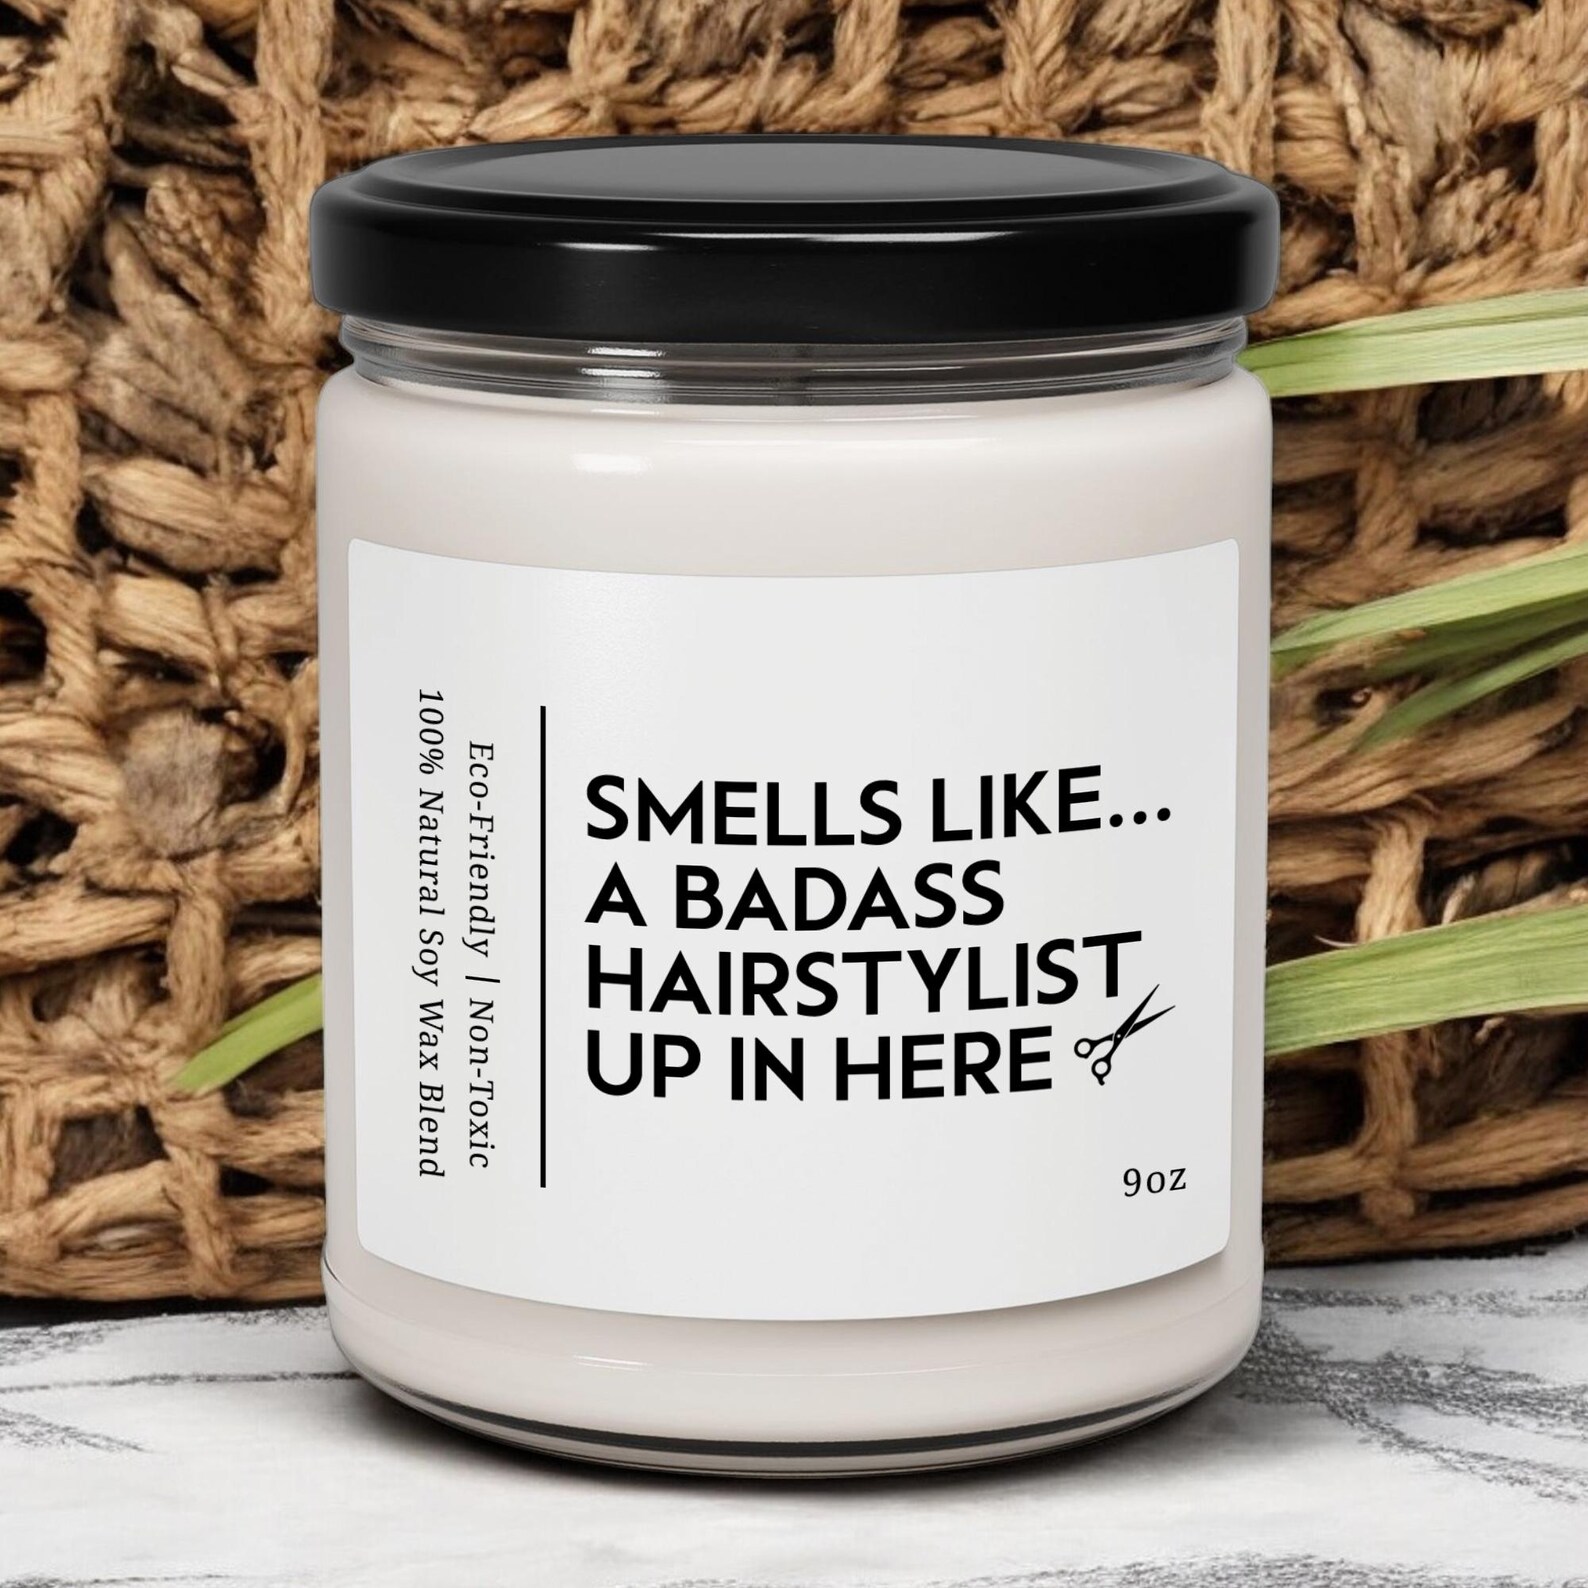 SMELLS LIKE...
A BADASS
HAIRSTYLIST
UP IN HERE
Eco-Friendly | Non-Toxic
100% Natural Soy Wax Blend
9oz